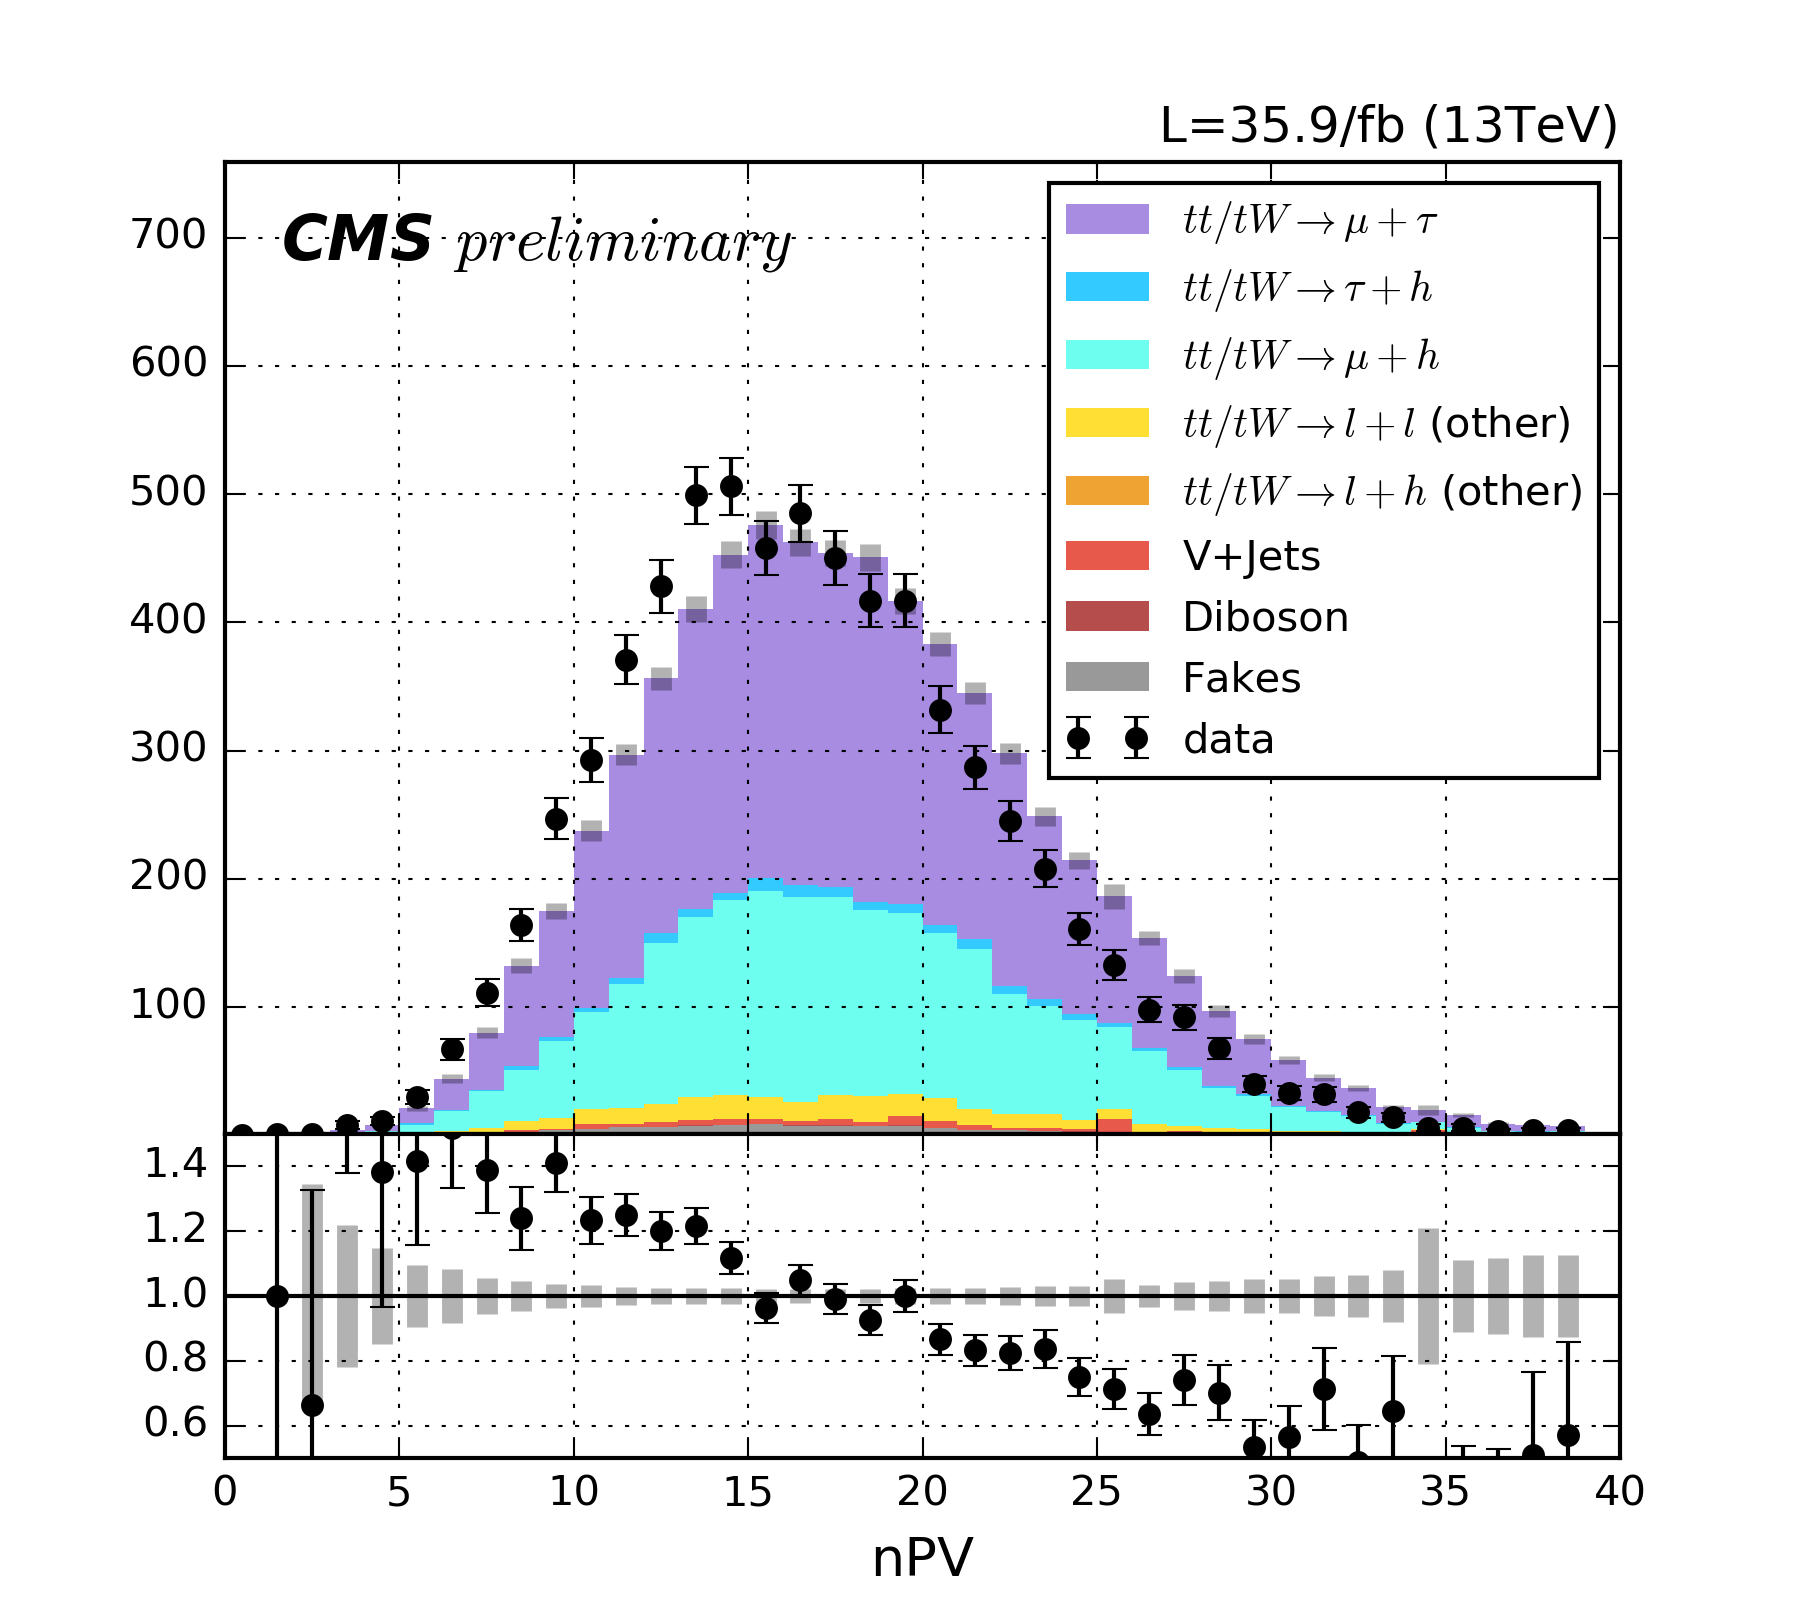 L=35.9/fb (13TeV)
CMS preliminary
700
600
500
400
300
200
100
tt/tW→μ+τ
tt/tW→τ+h
tt/tW→μ+h
tt/tW→l+l (other)
tt/tW→l+h (other)
V+Jets
Diboson
Fakes
data
1.4
1.2
1.0
0.8
0.6
0 5 10 15 20 25 30 35 40
nPV